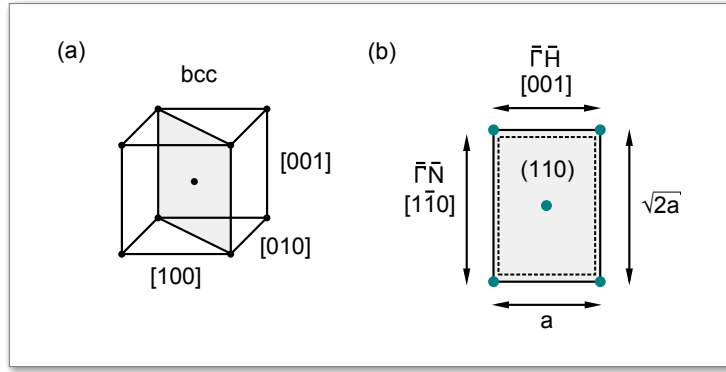 (a)
bcc
[001]
[010]
[100]
(b)
Γ̄H̄
[001]
Γ̄N̄
[11̄0]
(110)
√2a
a